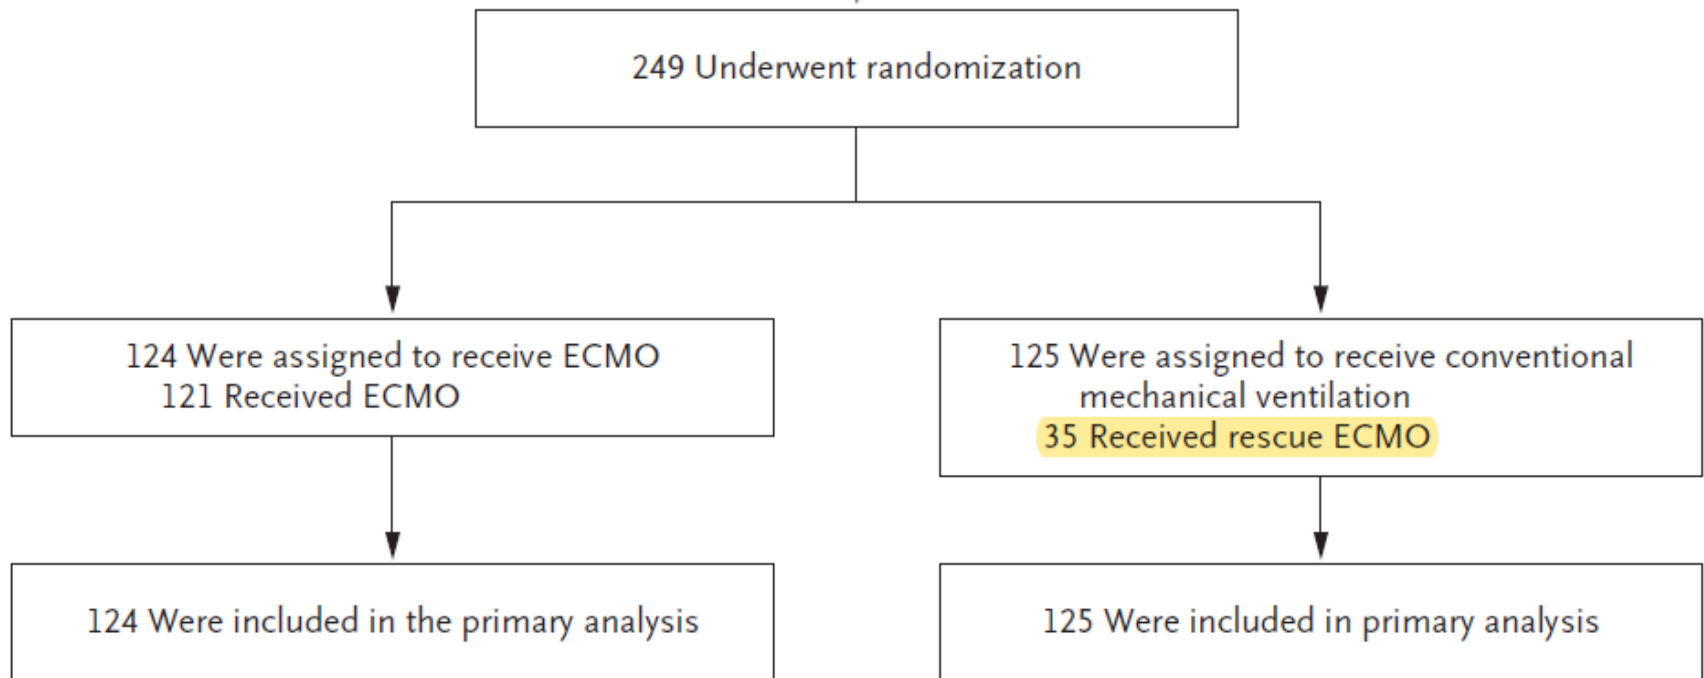 249 Underwent randomization
124 Were assigned to receive ECMO
121 Received ECMO
125 Were assigned to receive conventional
mechanical ventilation
35 Received rescue ECMO
124 Were included in the primary analysis
125 Were included in primary analysis